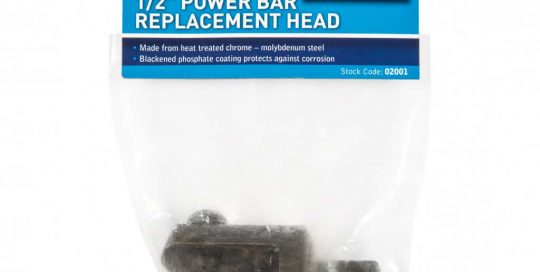 1/2" POWER BAR
REPLACEMENT HEAD
• Made from heat treated chrome – molybdenum steel
• Blackened phosphate coating protects against corrosion
Stock Code: 02001